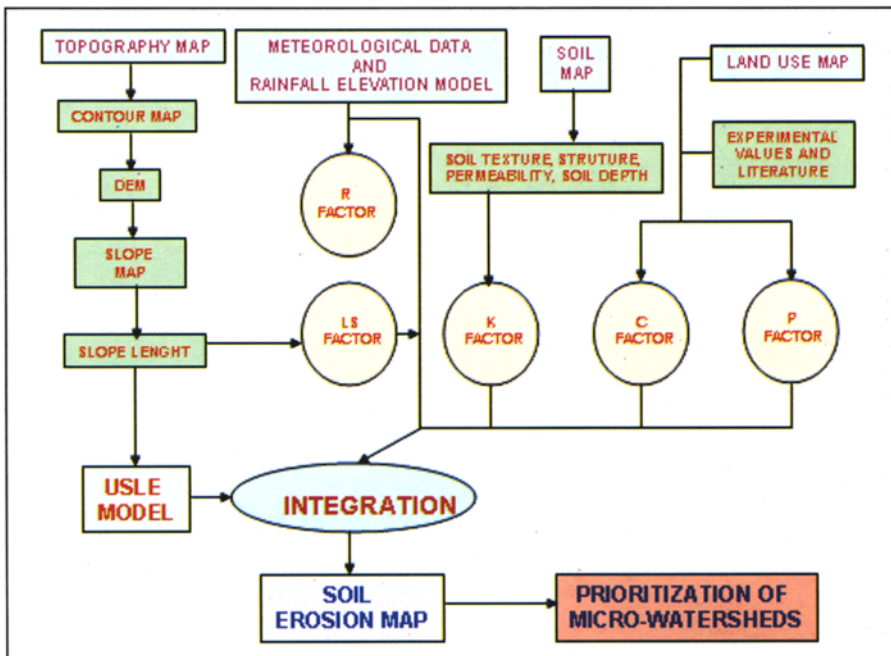 TOPOGRAPHY MAP
METEOROLOGICAL DATA
AND
RAINFALL ELEVATION MODEL
SOIL
MAP
LAND USE MAP
CONTOUR MAP
EXPERIMENTAL
VALUES AND
LITERATURE
SOIL TEXTURE, STRUTURE,
PERMEABILITY, SOIL DEPTH
DEM
R
FACTOR
SLOPE
MAP
SLOPE LENGHT
LS
FACTOR
K
FACTOR
C
FACTOR
P
FACTOR
USLE
MODEL
INTEGRATION
SOIL
EROSION MAP
PRIORITIZATION OF
MICRO-WATERSHEDS